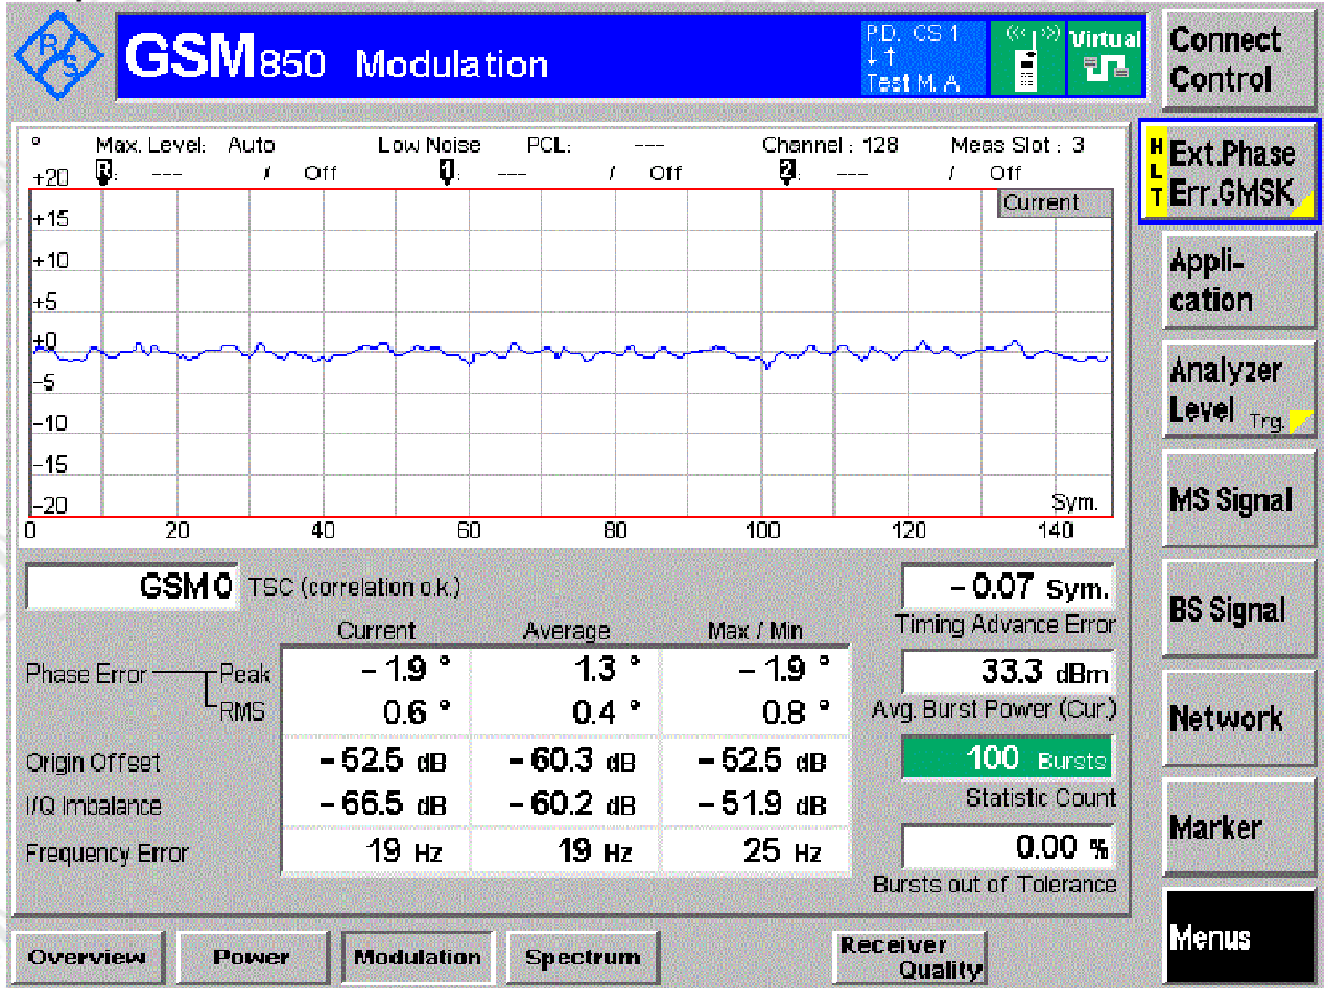 R S
GSM850 Modulation
P.D. CS 1
↓↑
Test M. A
Virtual
Connect
Control
° Max. Level: Auto Low Noise PCL: --- Channel : 128 Meas Slot : 3
R: --- / Off 1: --- / Off 2: --- / Off
HLT
Ext.Phase
Err.GMSK
Current
+20
+15
+10
+5
±0
-5
-10
-15
-20
Sym.
0 20 40 60 80 100 120 140
Appli-
cation
Analyzer
Level Trg.
MS Signal
BS Signal
Network
Marker
Menus
GSM 0 TSC (correlation o.k.)
- 0.07 Sym.
Timing Advance Error
Current Average Max / Min
Phase Error Peak - 1.9 ° 1.3 ° - 1.9 °
RMS 0.6 ° 0.4 ° 0.8 °
33.3 dBm
Avg. Burst Power (Cur.)
Origin Offset - 52.5 dB - 60.3 dB - 52.5 dB
100 Bursts
Statistic Count
I/Q Imbalance - 66.5 dB - 60.2 dB - 51.9 dB
Frequency Error 19 Hz 19 Hz 25 Hz
0.00 %
Bursts out of Tolerance
Overview Power Modulation Spectrum
Receiver
Quality